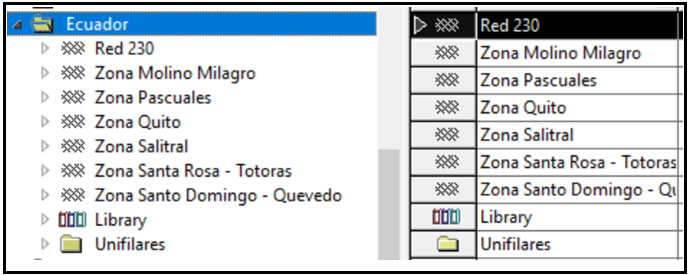 Ecuador
Red 230
Zona Molino Milagro
Zona Pascuales
Zona Quito
Zona Salitral
Zona Santa Rosa - Totoras
Zona Santo Domingo - Quevedo
Library
Unifilares
Red 230
Zona Molino Milagro
Zona Pascuales
Zona Quito
Zona Salitral
Zona Santa Rosa - Totoras
Zona Santo Domingo -
Library
Unifilares